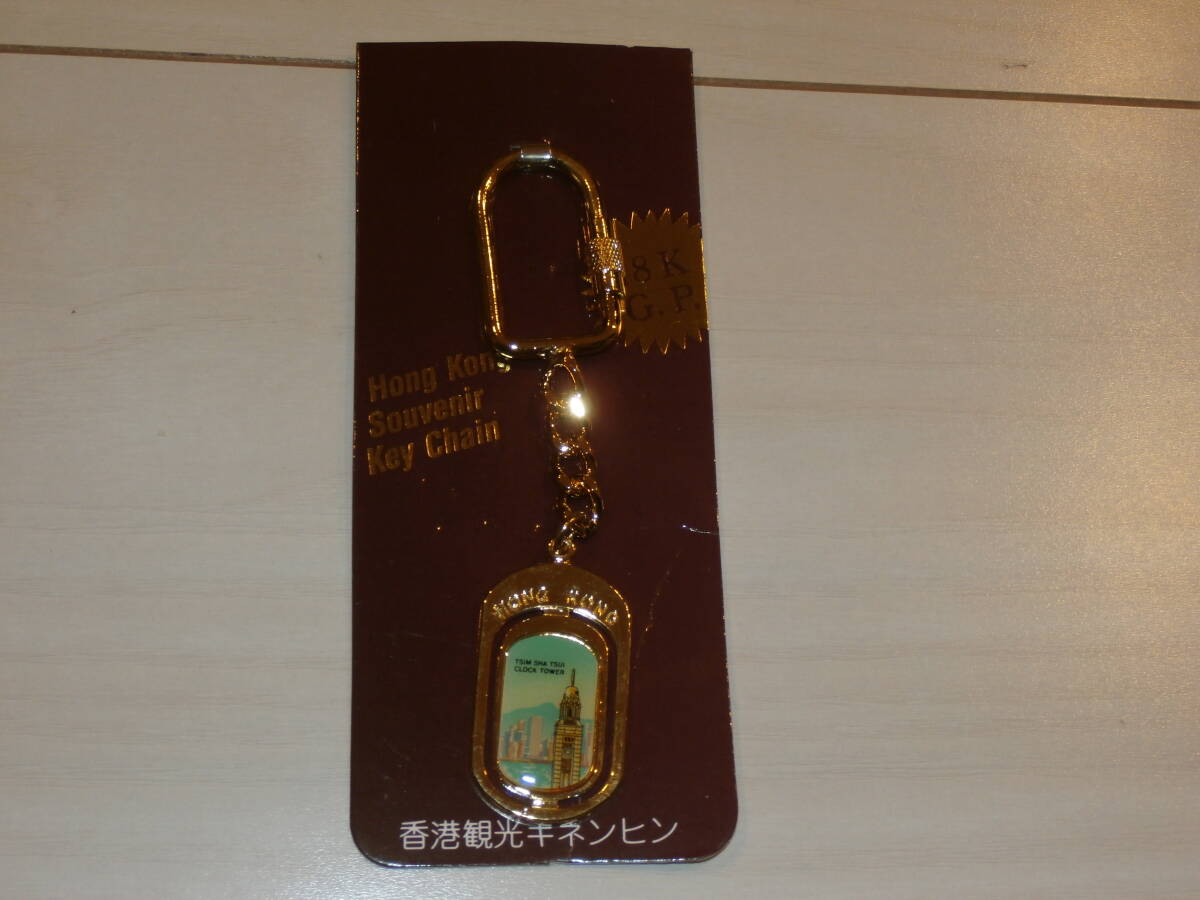 8 K
G. P.
Hong Kong
Souvenir
Key Chain
HONG KONG
TSIM SHA TSUI
CLOCK TOWER
香港観光キネンヒン